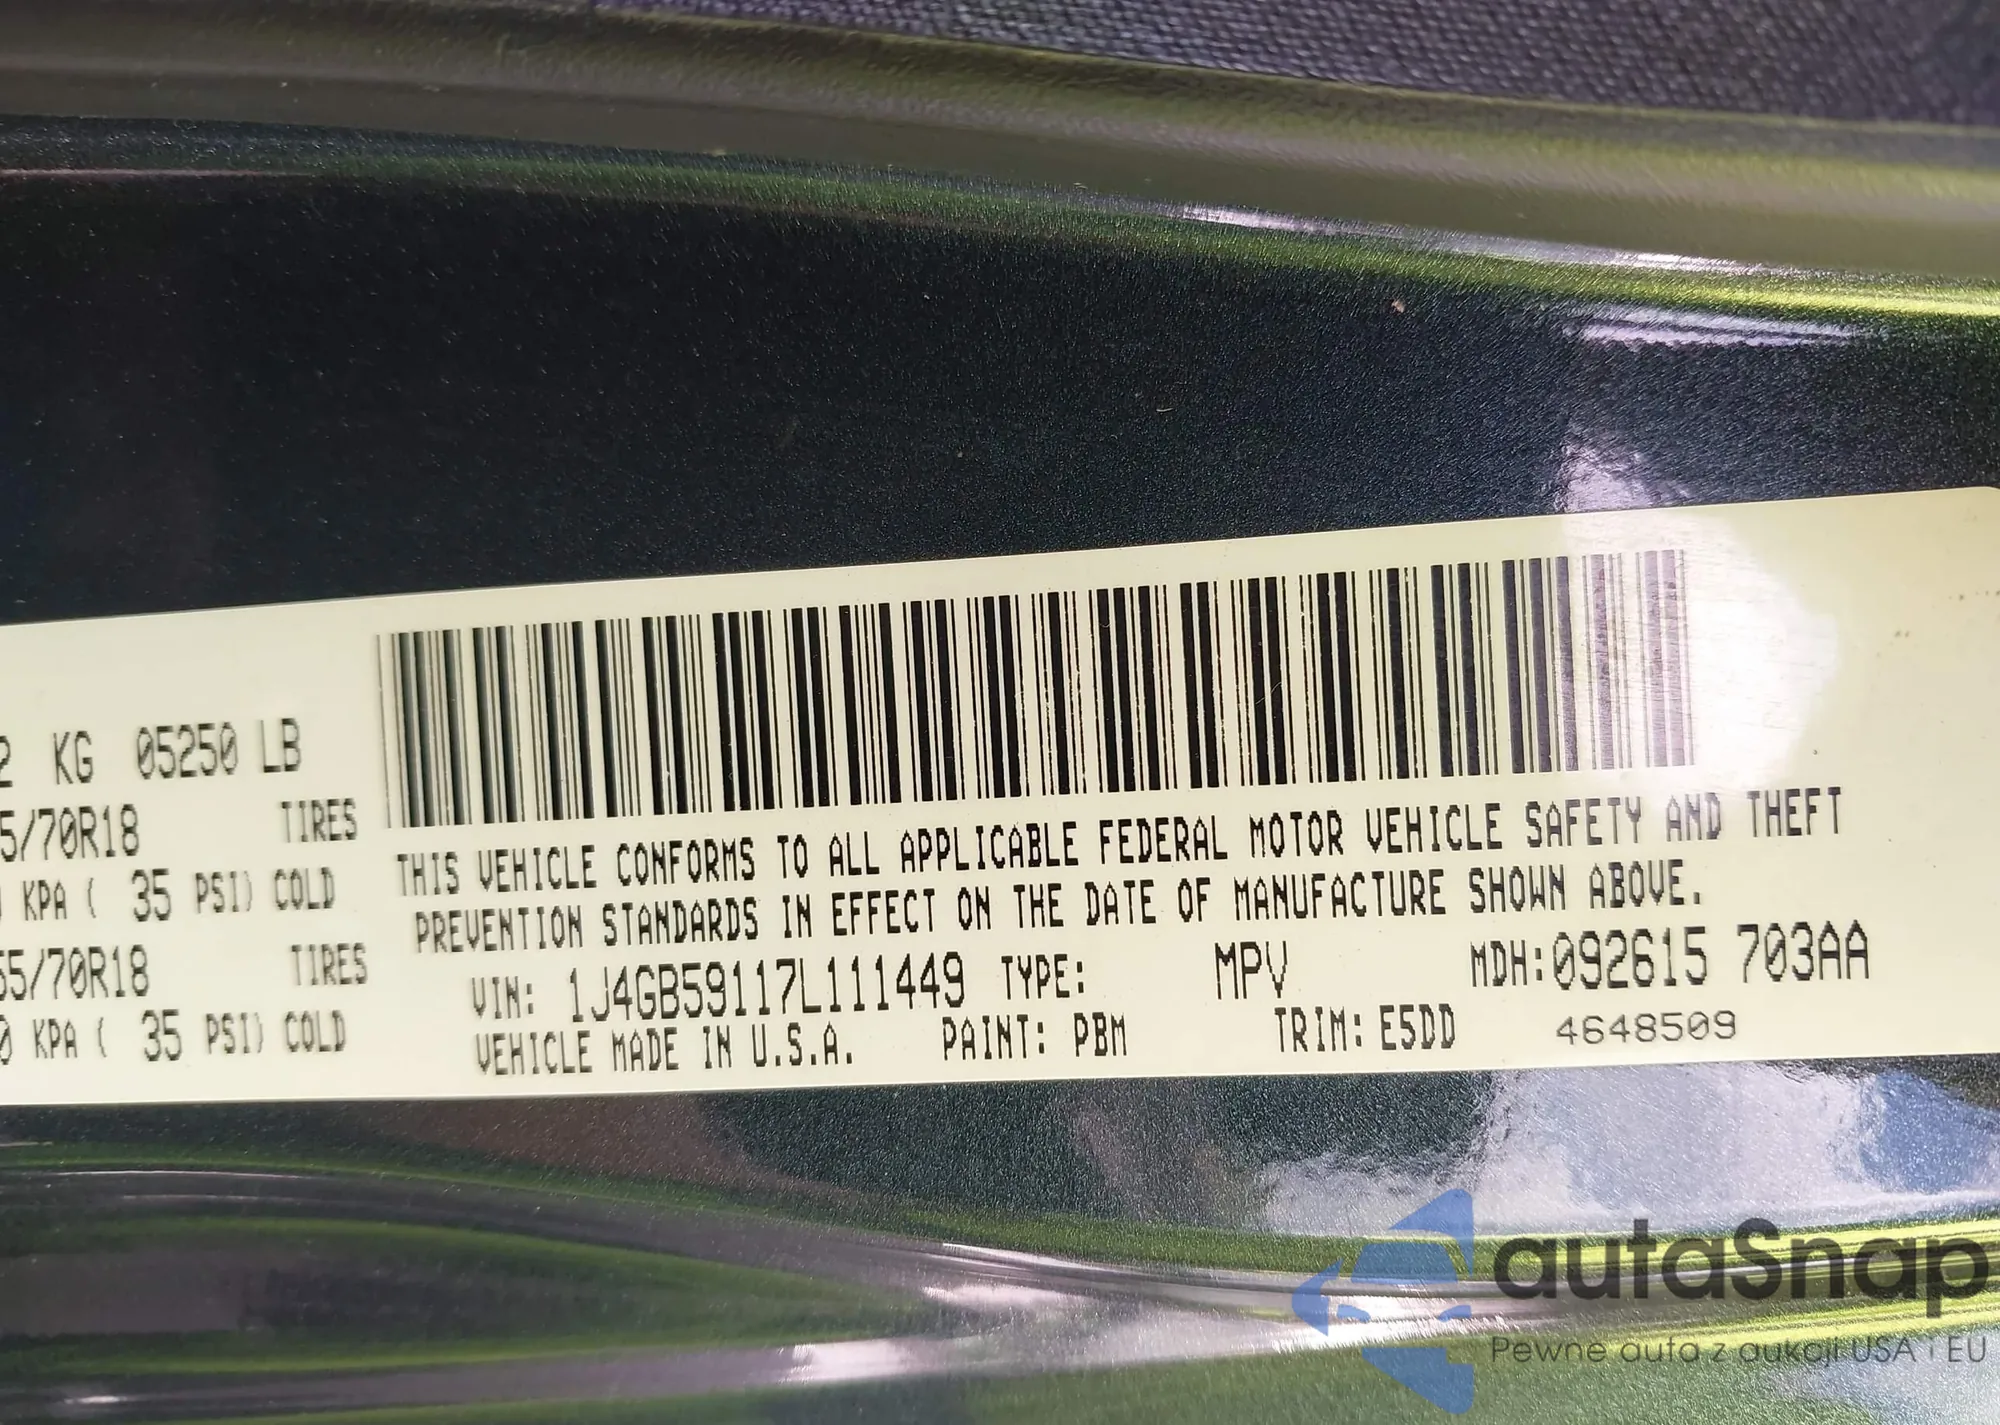 2 KG 05250 LB
5/70R18 TIRES
KPA ( 35 PSI) COLD
55/70R18 TIRES
0 KPA ( 35 PSI) COLD
THIS VEHICLE CONFORMS TO ALL APPLICABLE FEDERAL MOTOR VEHICLE SAFETY AND THEFT
PREVENTION STANDARDS IN EFFECT ON THE DATE OF MANUFACTURE SHOWN ABOVE.
VIN: 1J4GB59117L111449 TYPE: MPV MDH:092615 703AA
VEHICLE MADE IN U.S.A. PAINT: PBM TRIM: E5DD 4648509
autaSnap
Pewne auta z aukcji USA i EU